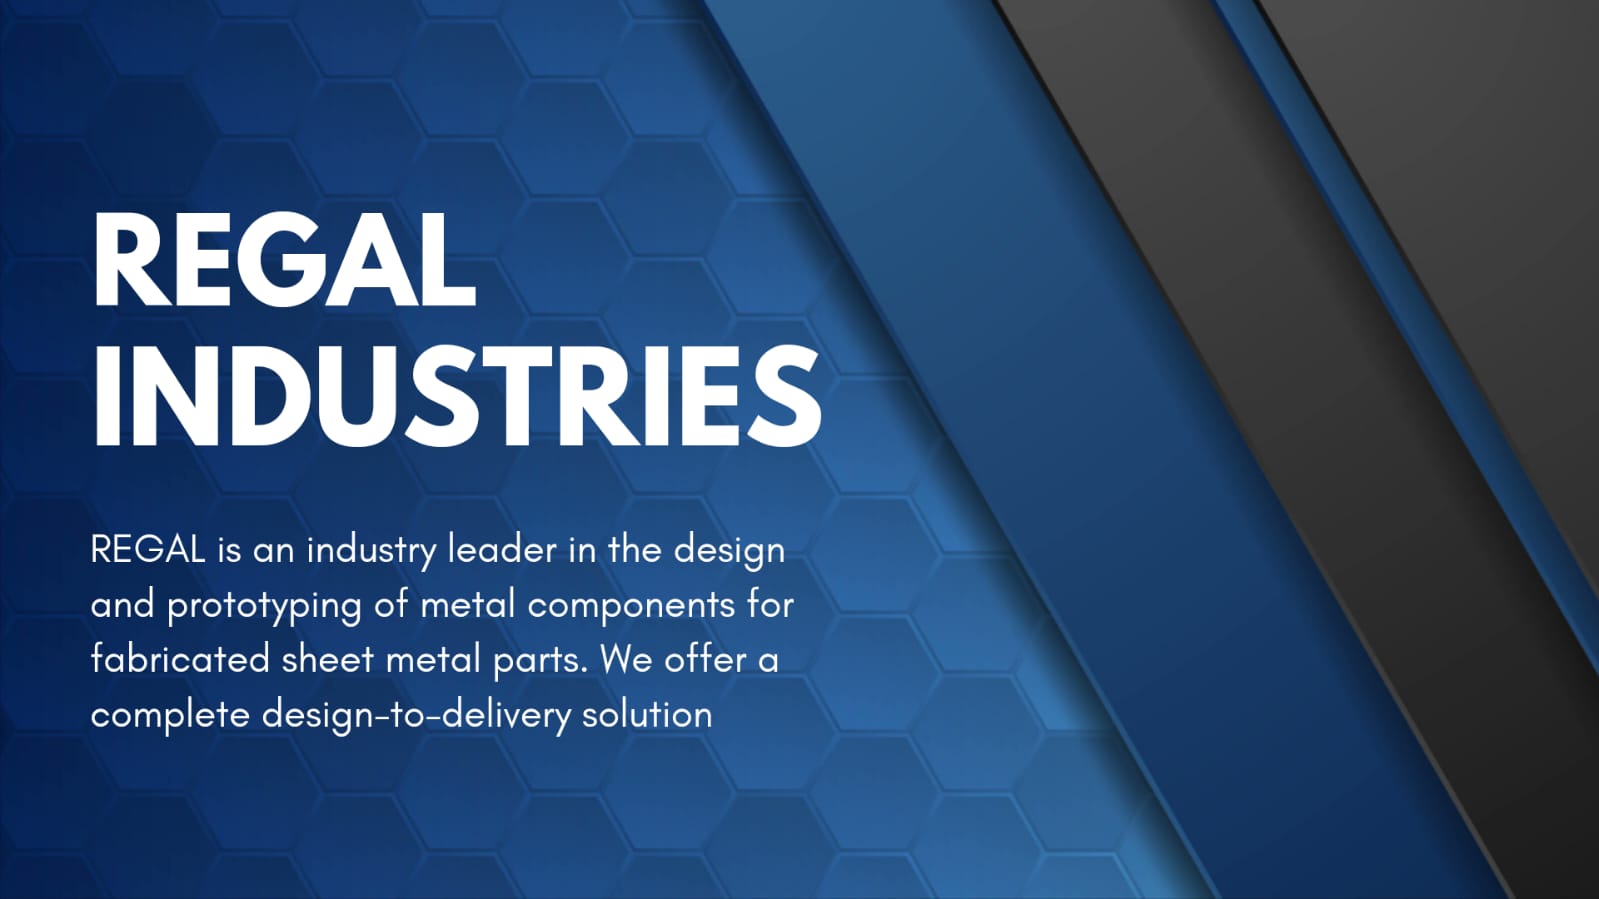 REGAL
INDUSTRIES
REGAL is an industry leader in the design
and prototyping of metal components for
fabricated sheet metal parts. We offer a
complete design-to-delivery solution